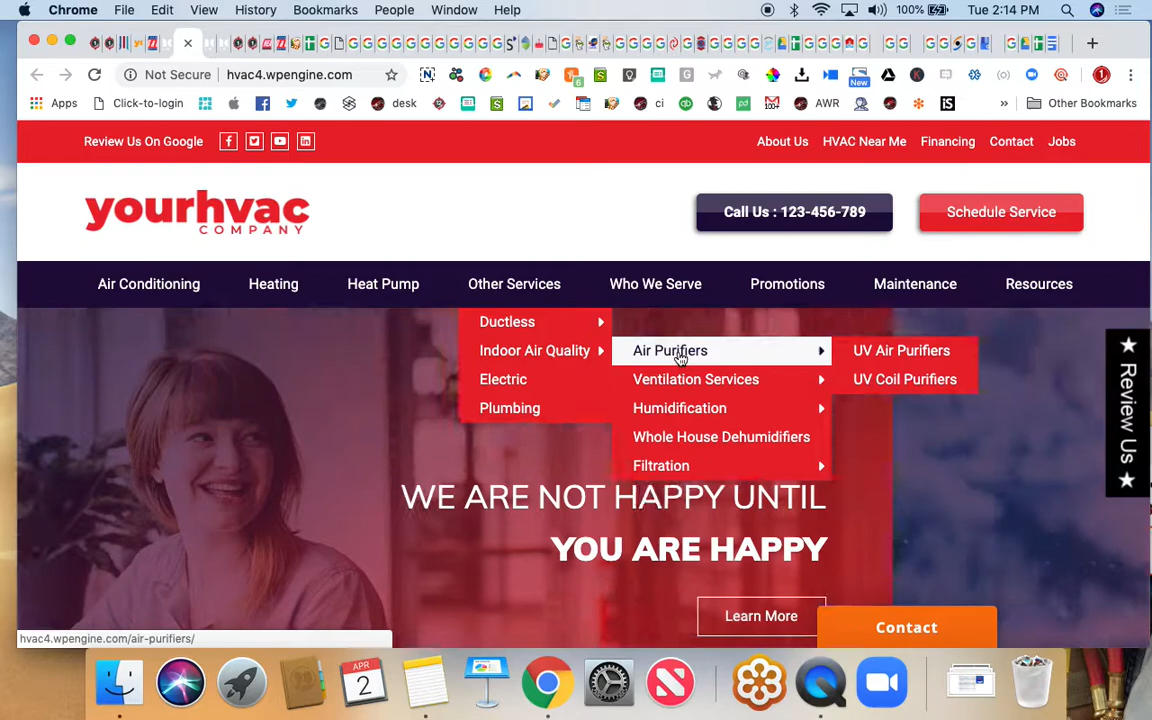 Chrome File Edit View History Bookmarks People Window Help 100% Tue 2:14 PM
Not Secure hvac4.wpengine.com
Apps Click-to-login desk ci AWR Other Bookmarks
Review Us On Google About Us HVAC Near Me Financing Contact Jobs
yourhvac
COMPANY
Call Us : 123-456-789 Schedule Service
Air Conditioning Heating Heat Pump Other Services Who We Serve Promotions Maintenance Resources
Ductless
Indoor Air Quality Air Purifiers UV Air Purifiers
Electric Ventilation Services UV Coil Purifiers
Plumbing Humidification
Whole House Dehumidifiers
Filtration
★ Review Us ★
WE ARE NOT HAPPY UNTIL
YOU ARE HAPPY
Learn More
Contact
hvac4.wpengine.com/air-purifiers/
APR
2